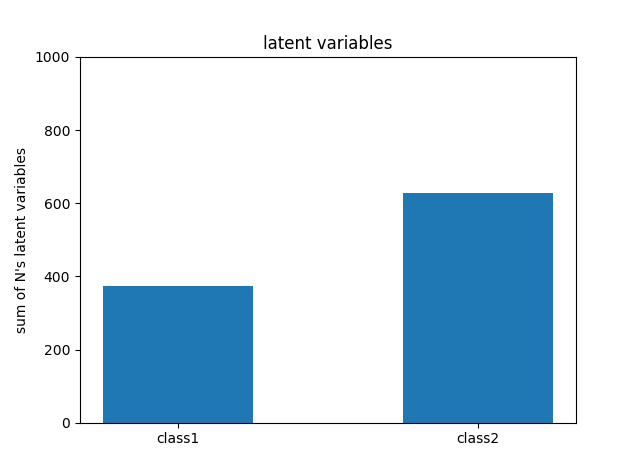 latent variables
sum of N's latent variables
1000
800
600
400
200
0
class1
class2